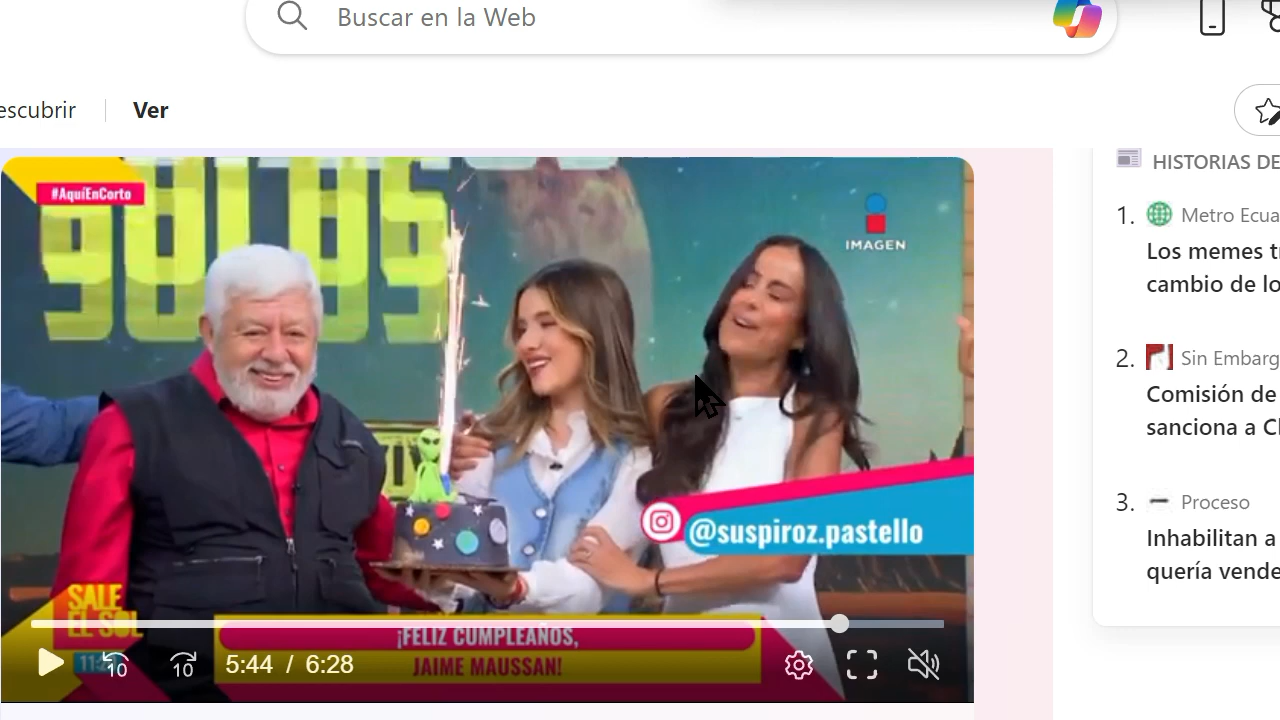 Buscar en la Web
escubrir
Ver
#AquíEnCorto
IMAGEN
@suspiroz.pastello
SALE
EL SOL
¡FELIZ CUMPLEAÑOS,
JAIME MAUSSAN!
10
10
5:44 / 6:28
HISTORIAS DE
1. Metro Ecua
Los memes t
cambio de lo
2. Sin Embarg
Comisión de
sanciona a C
3. Proceso
Inhabilitan a
quería vende